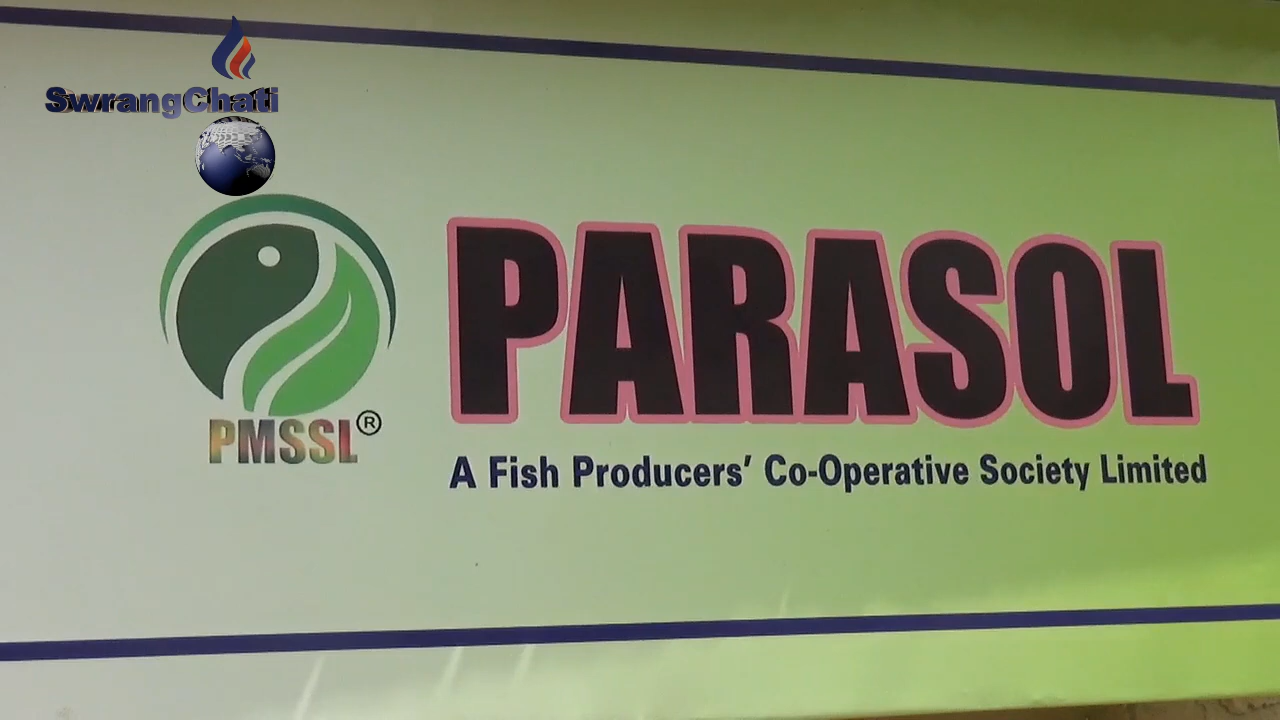 SwrangChati
PARASOL
PMSSL®
A Fish Producers' Co-Operative Society Limited